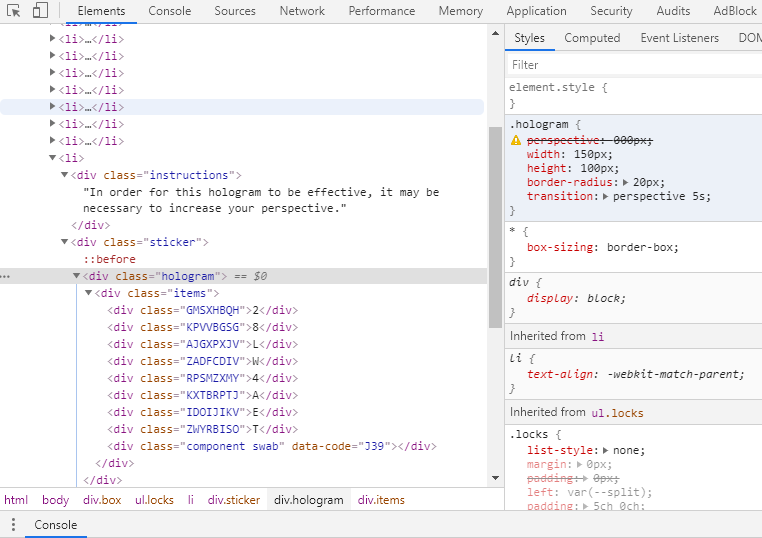 Elements Console Sources Network Performance Memory Application Security Audits AdBlock
<li>…</li>
<li>…</li>
<li>…</li>
<li>…</li>
<li>…</li>
<li>…</li>
<li>…</li>
<li>…</li>
<li>
<div class="instructions">
"In order for this hologram to be effective, it may be
necessary to increase your perspective."
</div>
<div class="sticker">
::before
… <div class="hologram"> == $0
<div class="items">
<div class="GMSXHBQH">2</div>
<div class="KPVVBGSG">8</div>
<div class="AJGXPXJV">L</div>
<div class="ZADFCDIV">W</div>
<div class="RPSMZXMY">4</div>
<div class="KXTBRPTJ">A</div>
<div class="IDOIJIKV">E</div>
<div class="ZWYRBISO">T</div>
<div class="component swab" data-code="J39"></div>
</div>
</div>
html body div.box ul.locks li div.sticker div.hologram div.items
Console
Styles Computed Event Listeners DOM
Filter
element.style {
}
.hologram {
perspective: 000px;
width: 150px;
height: 100px;
border-radius: 20px;
transition: perspective 5s;
}
* {
box-sizing: border-box;
}
div {
display: block;
}
Inherited from li
li {
text-align: -webkit-match-parent;
}
Inherited from ul.locks
.locks {
list-style: none;
margin: 0px;
padding: 0px;
left: var(--split);
padding: 5ch 0ch;